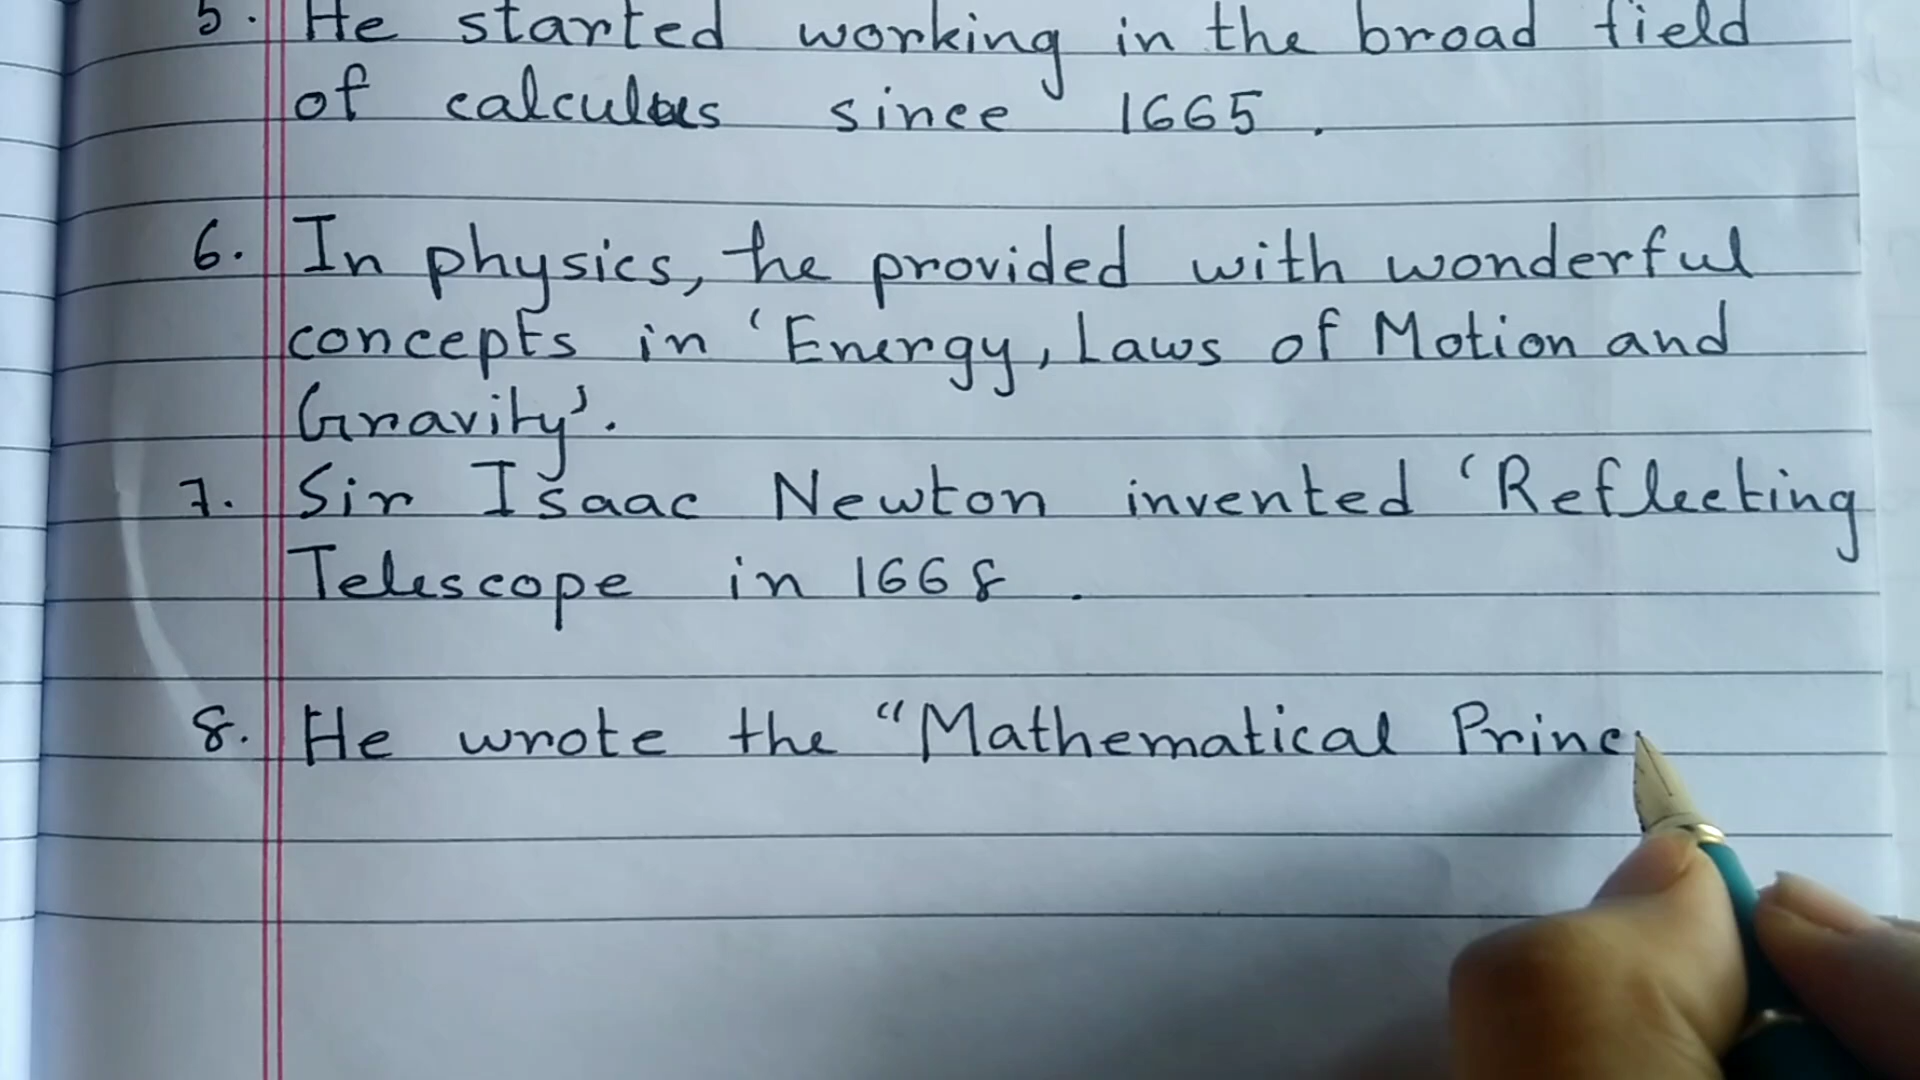 5. He started working in the broad field
of calculus since 1665.
6. In physics, he provided with wonderful
concepts in ‘Energy, Laws of Motion and
Gravity’.
7. Sir Isaac Newton invented ‘Reflecting
Telescope in 1668.
8. He wrote the “Mathematical Princ